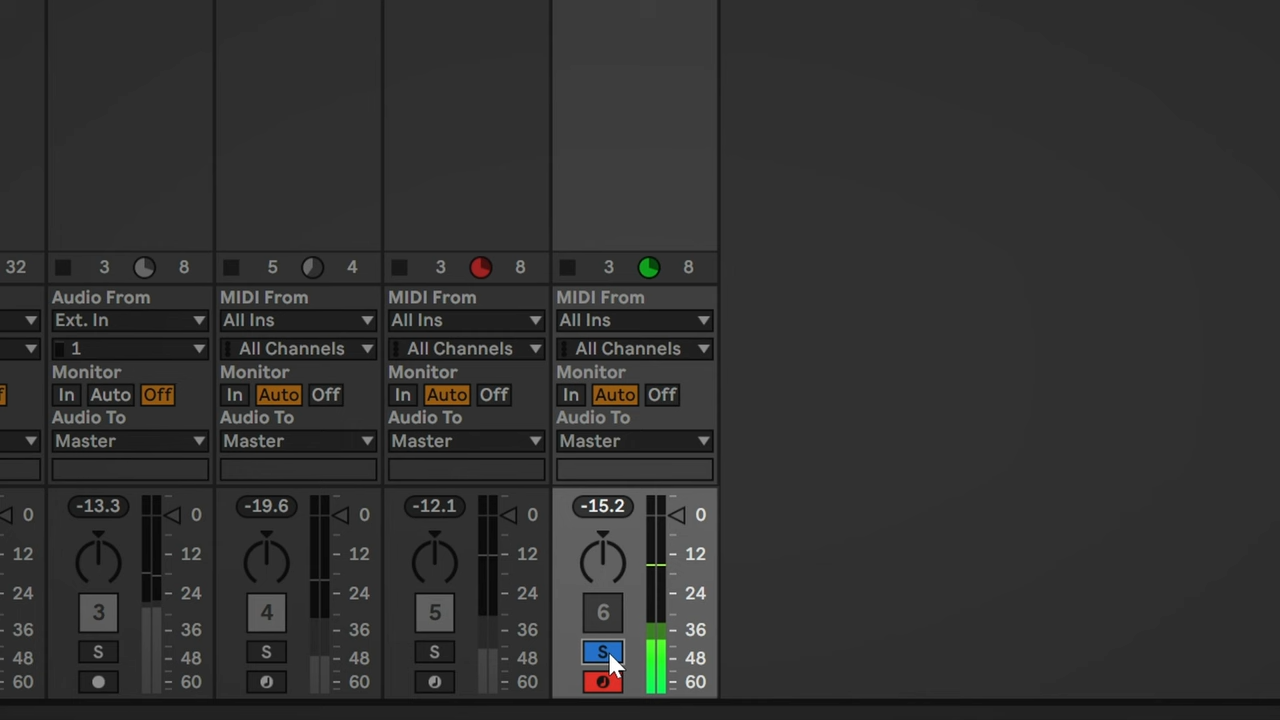 32 3 8 5 4 3 8 3 8
Audio From MIDI From MIDI From MIDI From
Ext. In All Ins All Ins All Ins
1 All Channels All Channels All Channels
Monitor Monitor Monitor Monitor
In Auto Off In Auto Off In Auto Off In Auto Off
Audio To Audio To Audio To Audio To
Master Master Master Master
-13.3 -19.6 -12.1 -15.2
0 0 0 0 0
12 12 12 12 12
24 24 24 24 24
3 4 5 6
36 36 36 36 36
S S S S
48 48 48 48 48
60 60 60 60 60